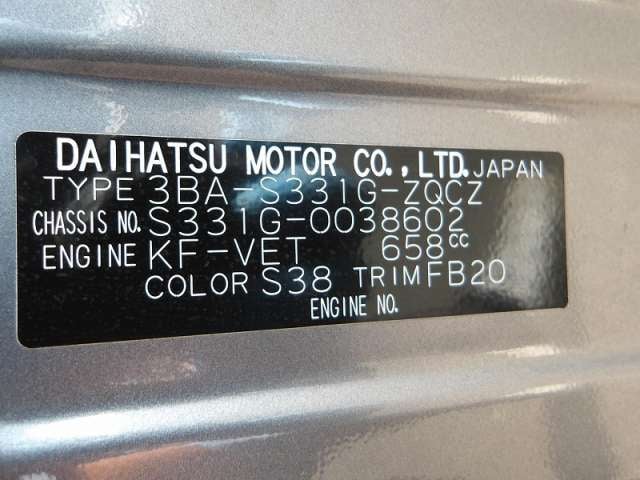 DAIHATSU MOTOR CO.,LTD. JAPAN
TYPE 3BA-S331G-ZQCZ
CHASSIS NO. S331G-0038602
ENGINE KF-VET 658cc
COLOR S38 TRIM FB20
ENGINE NO.